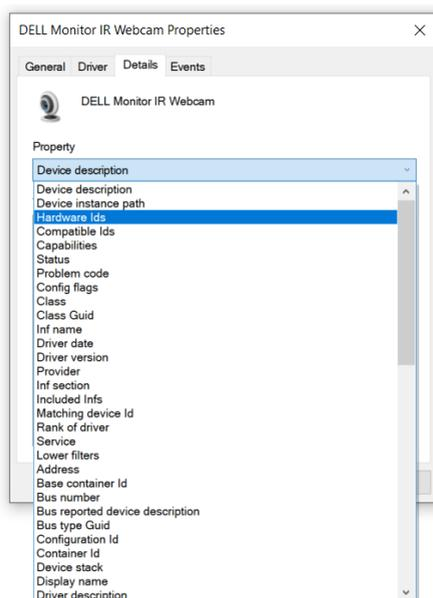 DELL Monitor IR Webcam Properties
General Driver Details Events
DELL Monitor IR Webcam
Property
Device description
Device description
Device instance path
Hardware Ids
Compatible Ids
Capabilities
Status
Problem code
Config flags
Class
Class Guid
Inf name
Driver date
Driver version
Provider
Inf section
Included Infs
Matching device Id
Rank of driver
Service
Lower filters
Address
Base container Id
Bus number
Bus reported device description
Bus type Guid
Configuration Id
Container Id
Device stack
Display name
Driver description